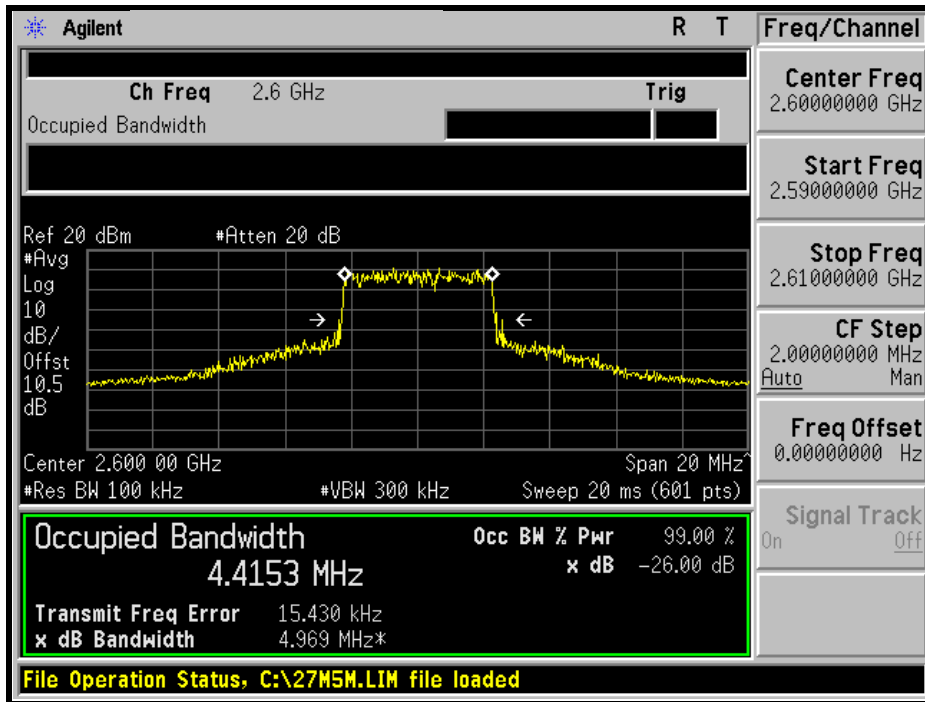 Agilent R T Freq/Channel
Ch Freq 2.6 GHz Trig
Occupied Bandwidth
Center Freq
2.60000000 GHz
Start Freq
2.59000000 GHz
Stop Freq
2.61000000 GHz
CF Step
2.00000000 MHz
Auto Man
Freq Offset
0.00000000 Hz
Signal Track
On Off
Ref 20 dBm #Atten 20 dB
#Avg
Log
10
dB/
Offst
10.5
dB
Center 2.600 00 GHz Span 20 MHz^
#Res BW 100 kHz #VBW 300 kHz Sweep 20 ms (601 pts)
Occupied Bandwidth Occ BW % Pwr 99.00 %
4.4153 MHz x dB -26.00 dB
Transmit Freq Error 15.430 kHz
x dB Bandwidth 4.969 MHz*
File Operation Status, C:\27M5M.LIM file loaded